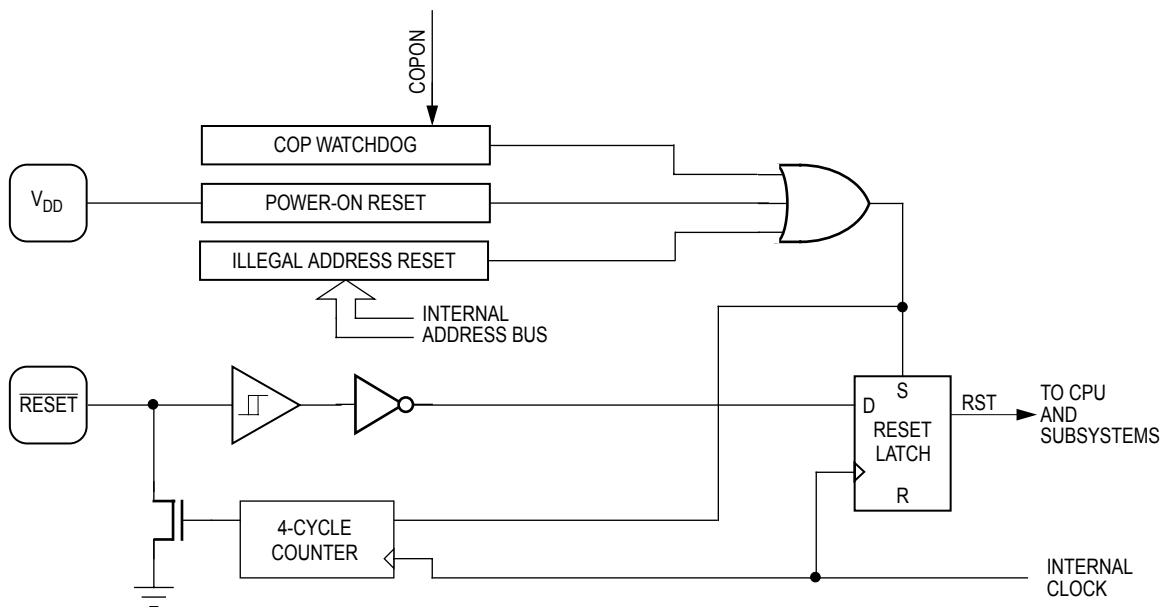 COPON
COP WATCHDOG
VDD
POWER-ON RESET
ILLEGAL ADDRESS RESET
INTERNAL
ADDRESS BUS
RESET
D
S
RESET
LATCH
R
RST
TO CPU
AND
SUBSYSTEMS
4-CYCLE
COUNTER
INTERNAL
CLOCK